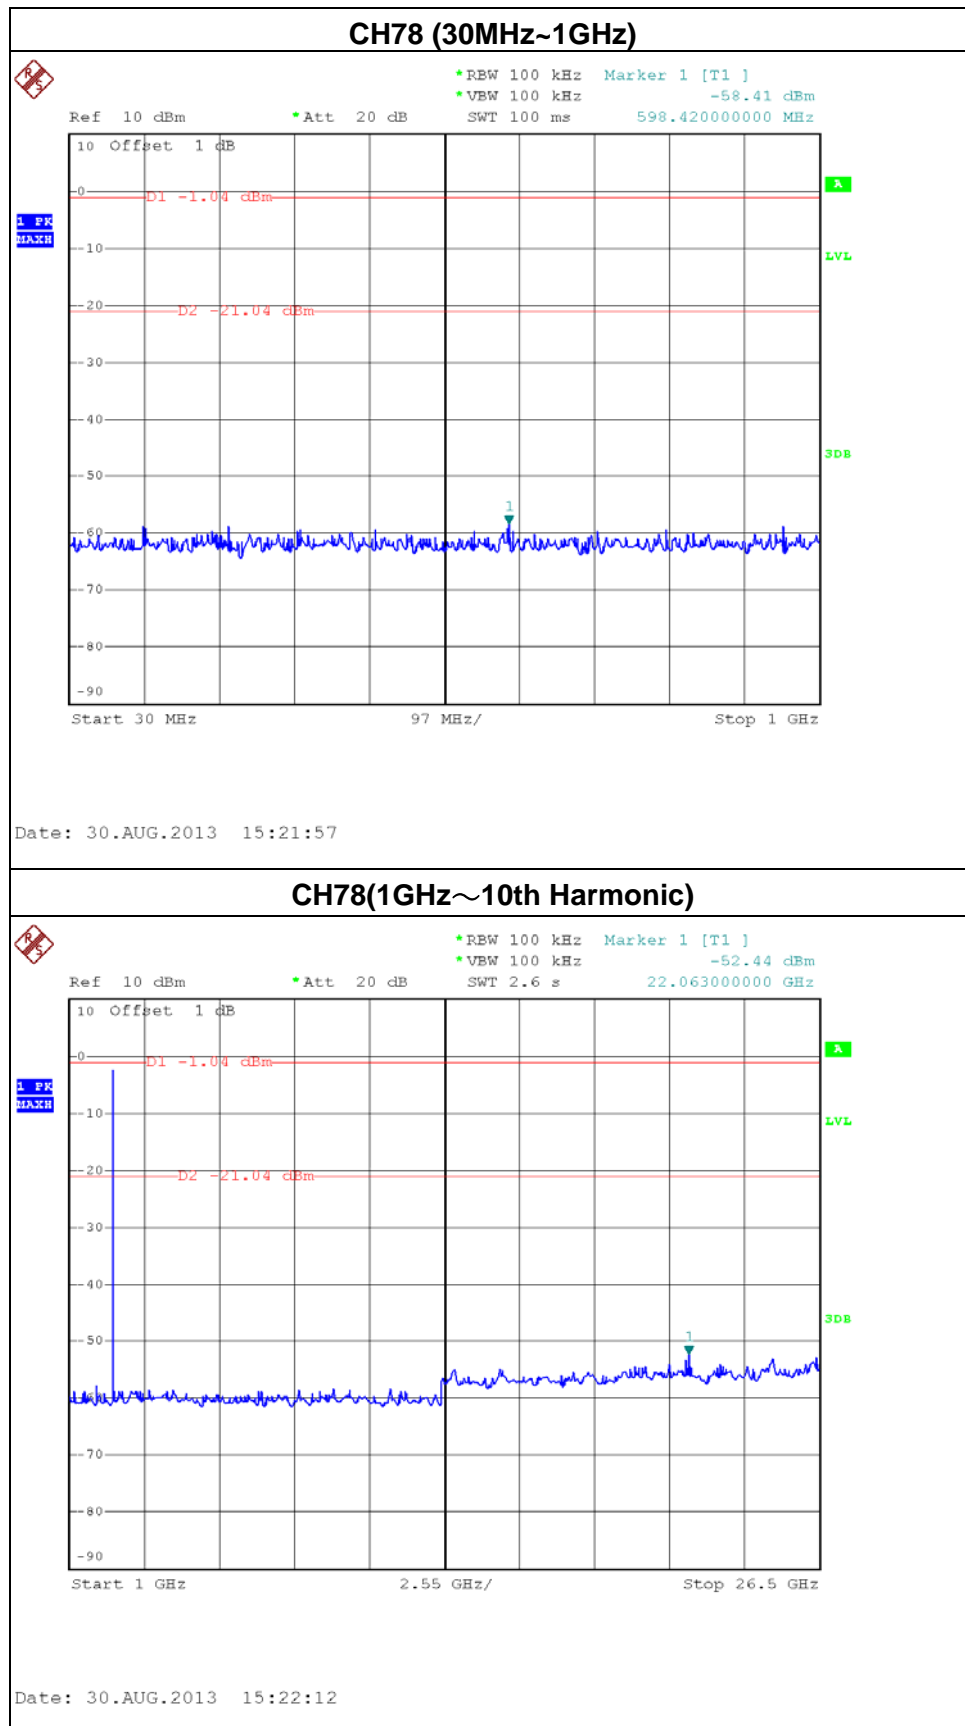 CH78 (30MHz~1GHz)
R S
*RBW 100 kHz Marker 1 [T1 ]
*VBW 100 kHz -58.41 dBm
Ref 10 dBm *Att 20 dB SWT 100 ms 598.420000000 MHz
10 Offset 1 dB
A
0
D1 -1.04 dBm
1 PK
MAXH
-10
LVL
-20
D2 -21.04 dBm
-30
-40
3DB
-50
1
-60
-70
-80
-90
Start 30 MHz 97 MHz/ Stop 1 GHz
Date: 30.AUG.2013 15:21:57
CH78(1GHz～10th Harmonic)
R S
*RBW 100 kHz Marker 1 [T1 ]
*VBW 100 kHz -52.44 dBm
Ref 10 dBm *Att 20 dB SWT 2.6 s 22.063000000 GHz
10 Offset 1 dB
A
0
D1 -1.04 dBm
1 PK
MAXH
-10
LVL
-20
D2 -21.04 dBm
-30
-40
3DB
-50
1
-60
-70
-80
-90
Start 1 GHz 2.55 GHz/ Stop 26.5 GHz
Date: 30.AUG.2013 15:22:12